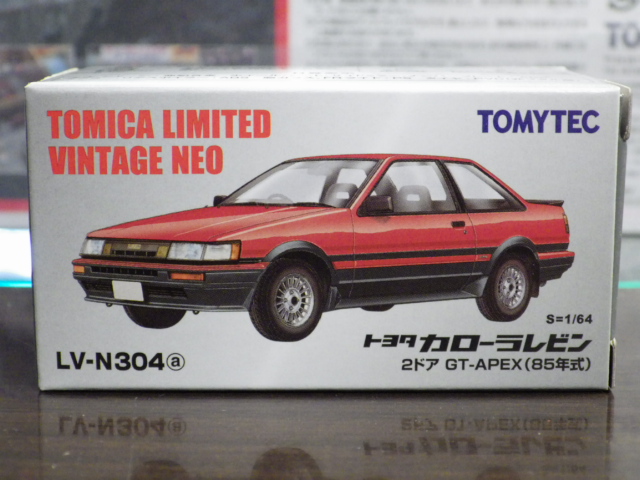 TOMICA LIMITED
VINTAGE NEO
TOMYTEC
S=1/64
トヨタ カローラレビン
LV-N304ⓐ
2ドア GT-APEX(85年式)